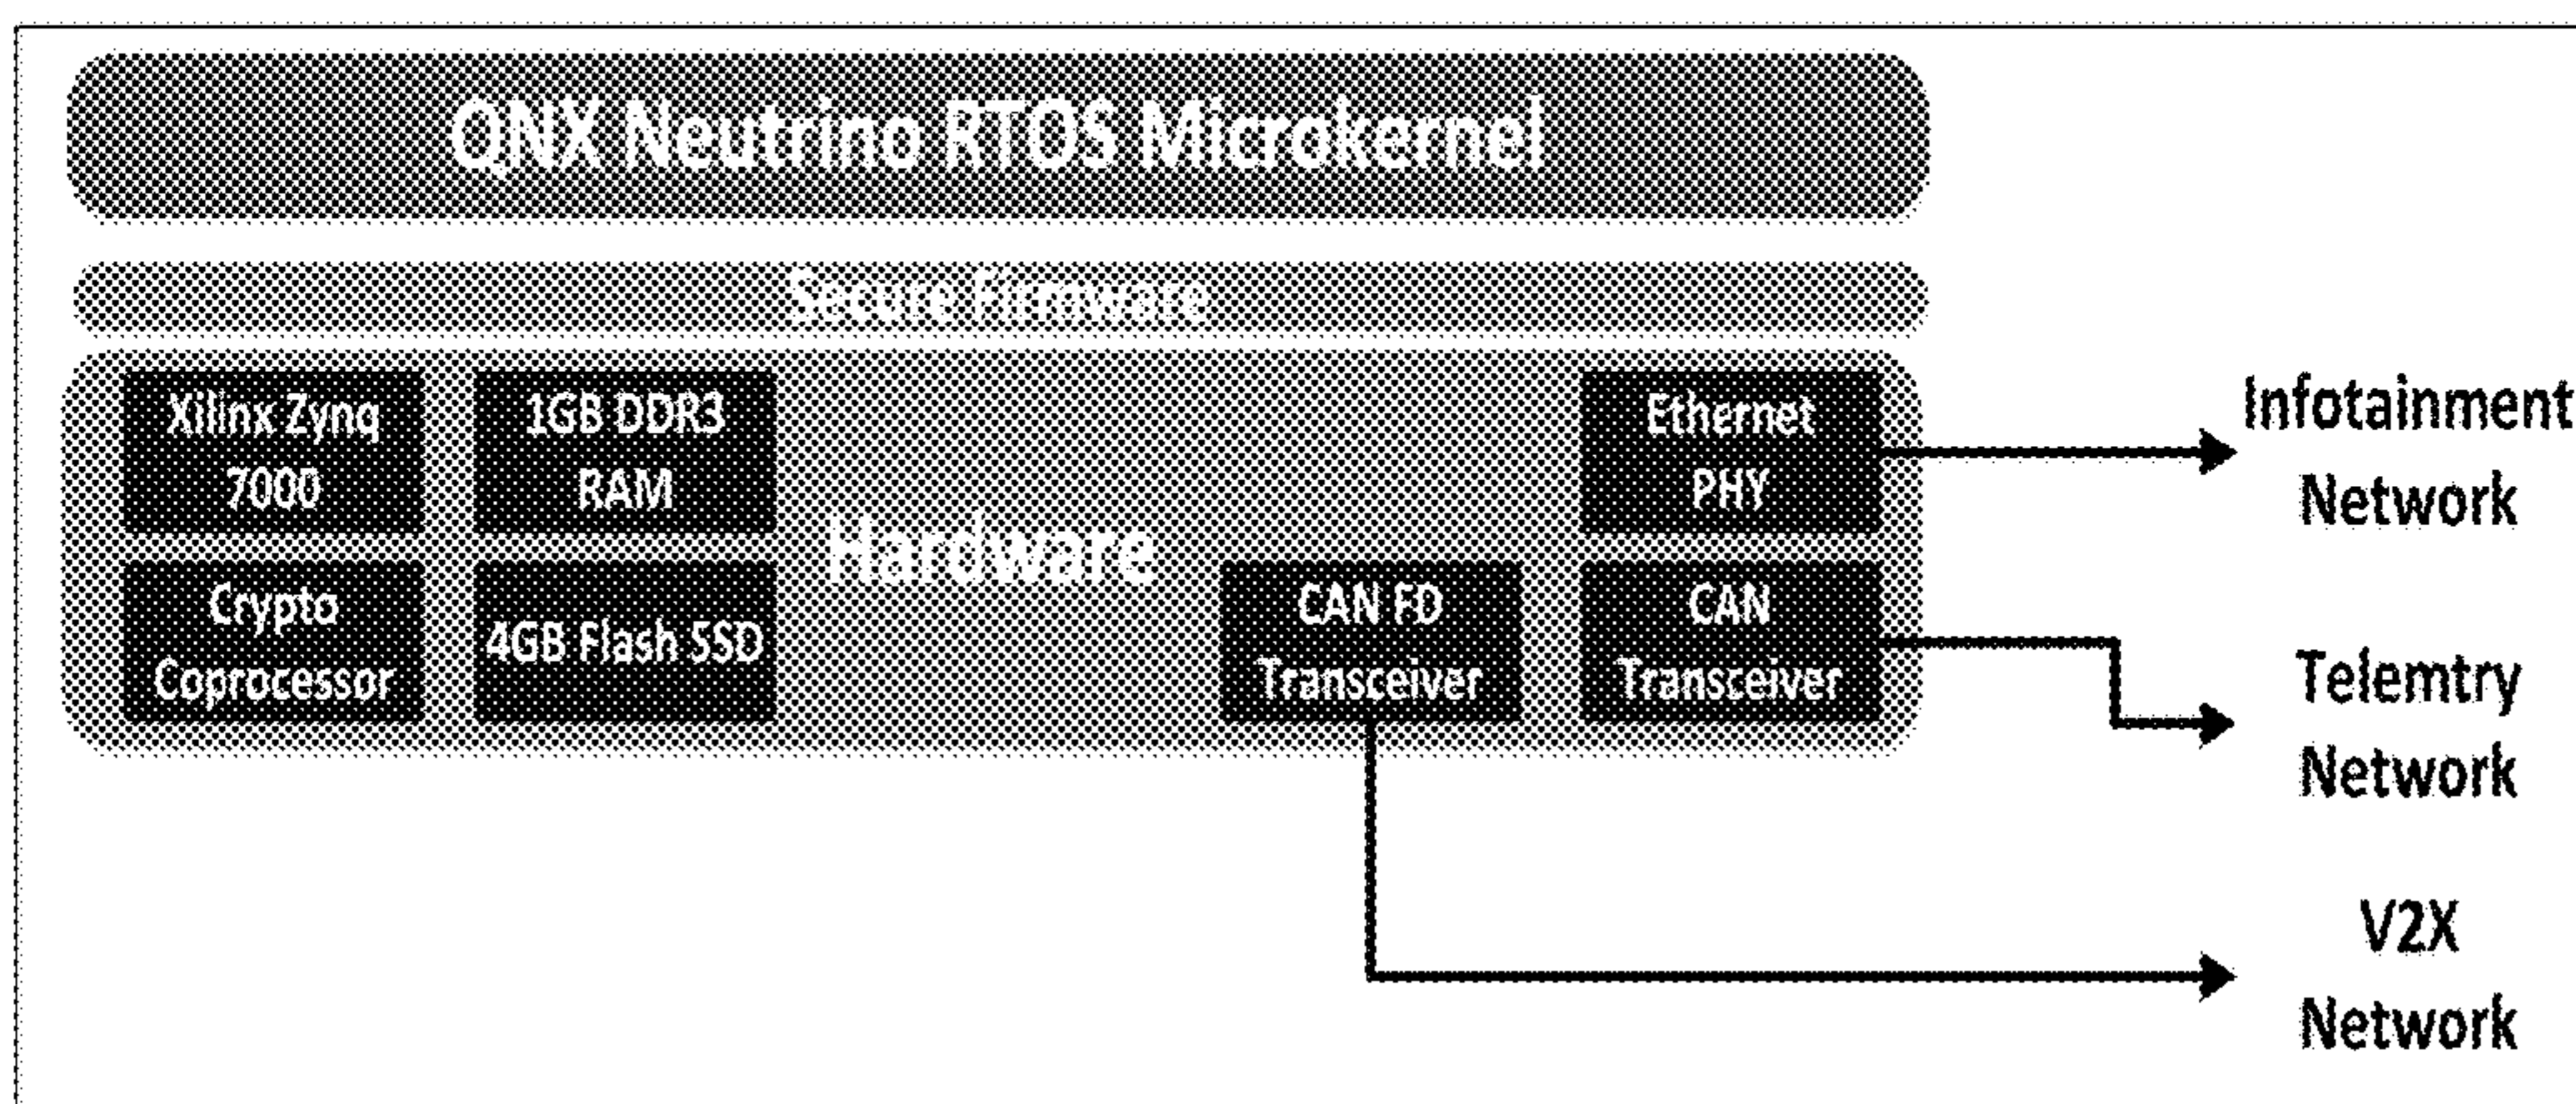 QNX Neutrino RTOS Microkernel
Secure Firmware
Xilinx Zynq
7000
1GB DDR3
RAM
Ethernet
PHY
Hardware
Crypto
Coprocessor
4GB Flash SSD
CAN FD
Transceiver
CAN
Transceiver
Infotainment
Network
Telemtry
Network
V2X
Network